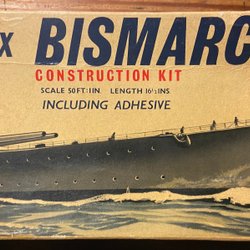 X BISMARC
CONSTRUCTION KIT
SCALE 50FT:1IN. LENGTH 16½INS
INCLUDING ADHESIVE